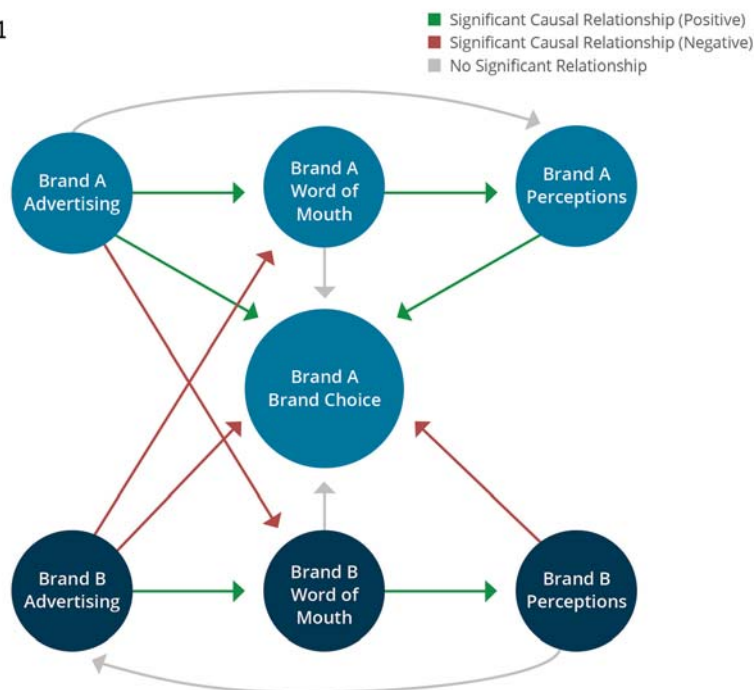 1
Significant Causal Relationship (Positive)
Significant Causal Relationship (Negative)
No Significant Relationship
Brand A
Advertising
Brand A
Word of
Mouth
Brand A
Perceptions
Brand A
Brand Choice
Brand B
Advertising
Brand B
Word of
Mouth
Brand B
Perceptions